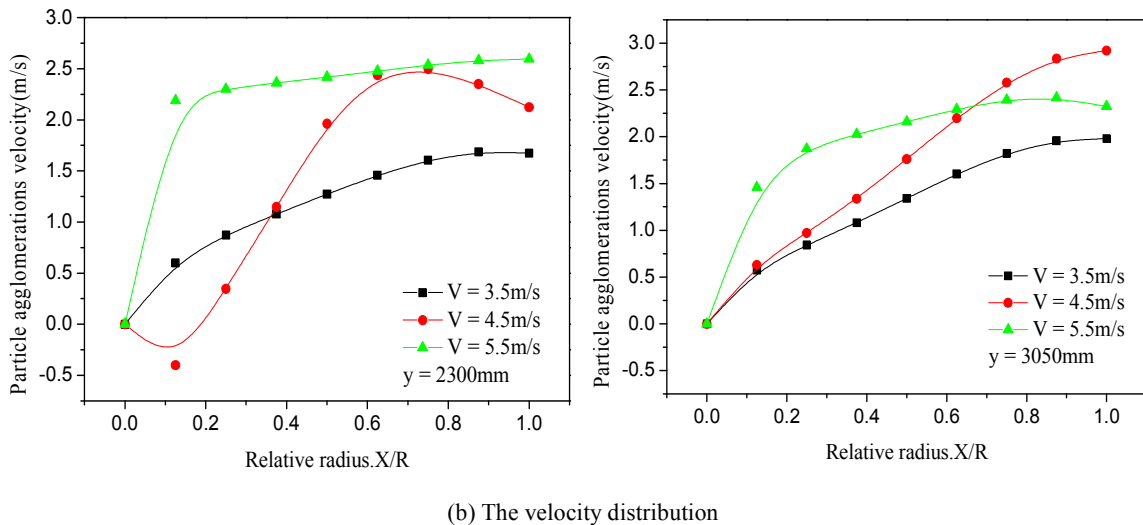 Particle agglomerations velocity(m/s)
3.0
2.5
2.0
1.5
1.0
0.5
0.0
-0.5
V = 3.5m/s
V = 4.5m/s
V = 5.5m/s
y = 2300mm
0.0 0.2 0.4 0.6 0.8 1.0
Relative radius.X/R
Particle agglomerations velocity(m/s)
3.0
2.5
2.0
1.5
1.0
0.5
0.0
-0.5
V = 3.5m/s
V = 4.5m/s
V = 5.5m/s
y = 3050mm
0.0 0.2 0.4 0.6 0.8 1.0
Relative radius.X/R
(b) The velocity distribution